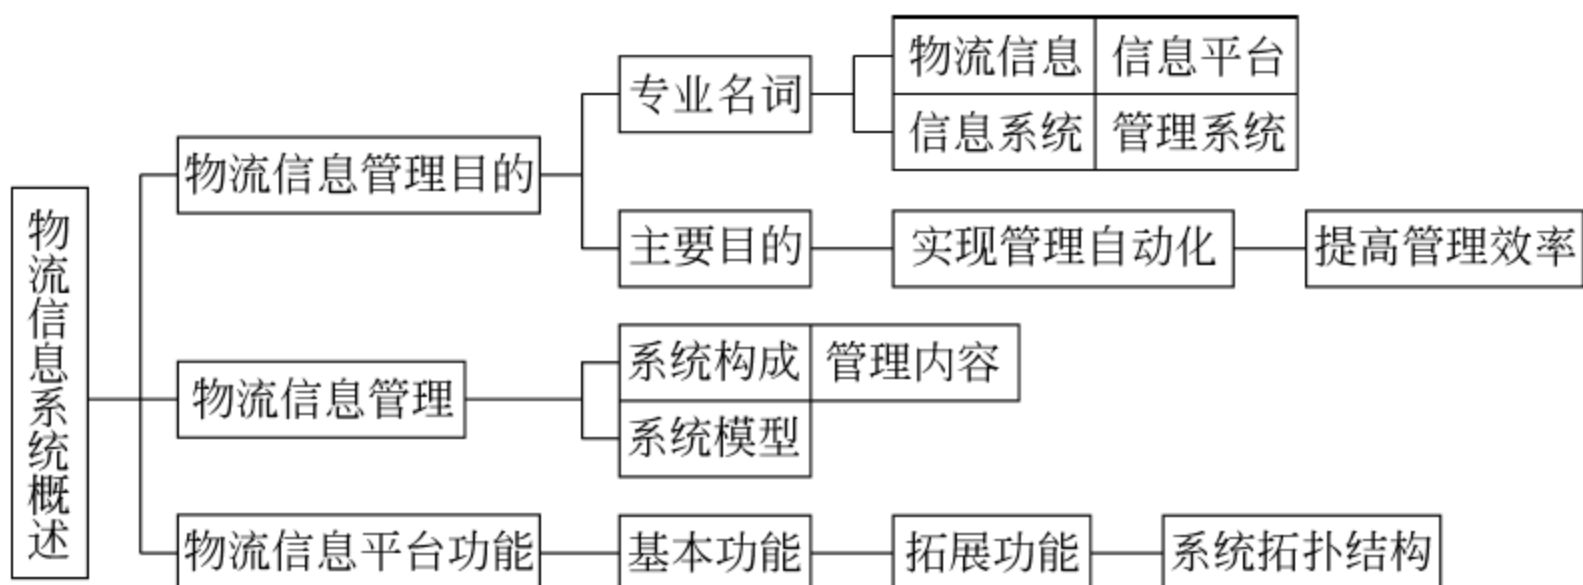 物流信息系统概述
物流信息管理目的
专业名词
物流信息 信息平台
信息系统 管理系统
主要目的
实现管理自动化
提高管理效率
物流信息管理
系统构成 管理内容
系统模型
物流信息平台功能
基本功能
拓展功能
系统拓扑结构